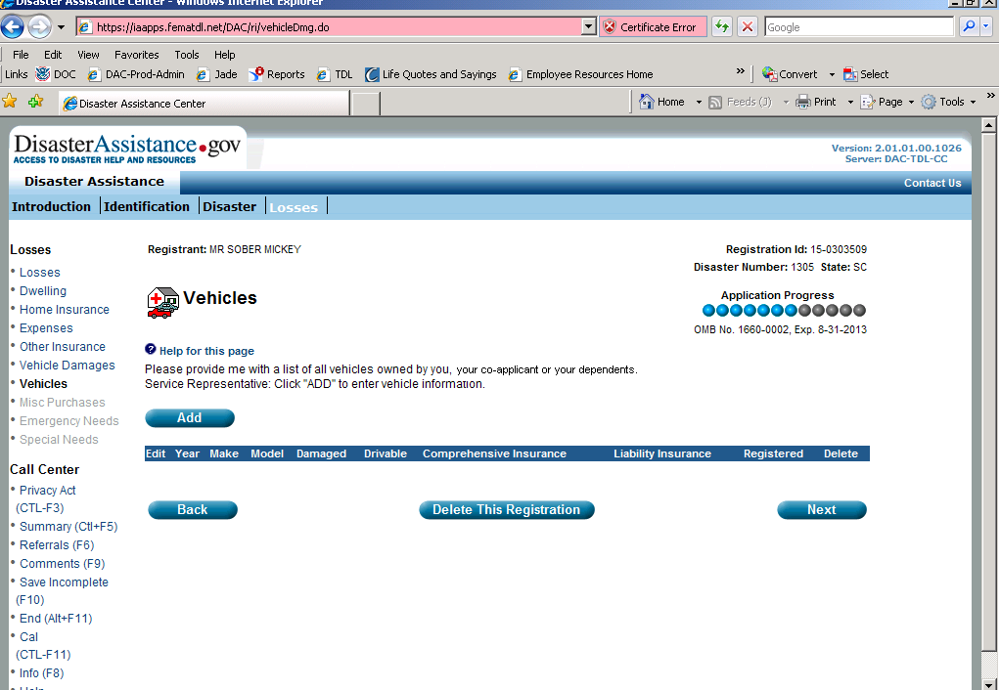 Disaster Assistance Center - Windows Internet Explorer
https://iaapps.fematdl.net/DAC/ri/vehicleDmg.do
Certificate Error
Google
File Edit View Favorites Tools Help
Links DOC DAC-Prod-Admin Jade Reports TDL Life Quotes and Sayings Employee Resources Home » Convert Select
Disaster Assistance Center
Home Feeds (J) Print Page Tools »
DisasterAssistance.gov
ACCESS TO DISASTER HELP AND RESOURCES
Version: 2.01.01.00.1026
Server: DAC-TDL-CC
Disaster Assistance
Contact Us
Introduction Identification Disaster Losses
Losses
Losses
Dwelling
Home Insurance
Expenses
Other Insurance
Vehicle Damages
Vehicles
Misc Purchases
Emergency Needs
Special Needs
Call Center
Privacy Act
(CTL-F3)
Summary (Ctl+F5)
Referrals (F6)
Comments (F9)
Save Incomplete
(F10)
End (Alt+F11)
Cal
(CTL-F11)
Info (F8)
Help
Registrant: MR SOBER MICKEY
Registration Id: 15-0303509
Disaster Number: 1305 State: SC
Vehicles
Application Progress
OMB No. 1660-0002, Exp. 8-31-2013
? Help for this page
Please provide me with a list of all vehicles owned by you, your co-applicant or your dependents.
Service Representative: Click "ADD" to enter vehicle information.
Add
Edit Year Make Model Damaged Drivable Comprehensive Insurance Liability Insurance Registered Delete
Back Delete This Registration Next